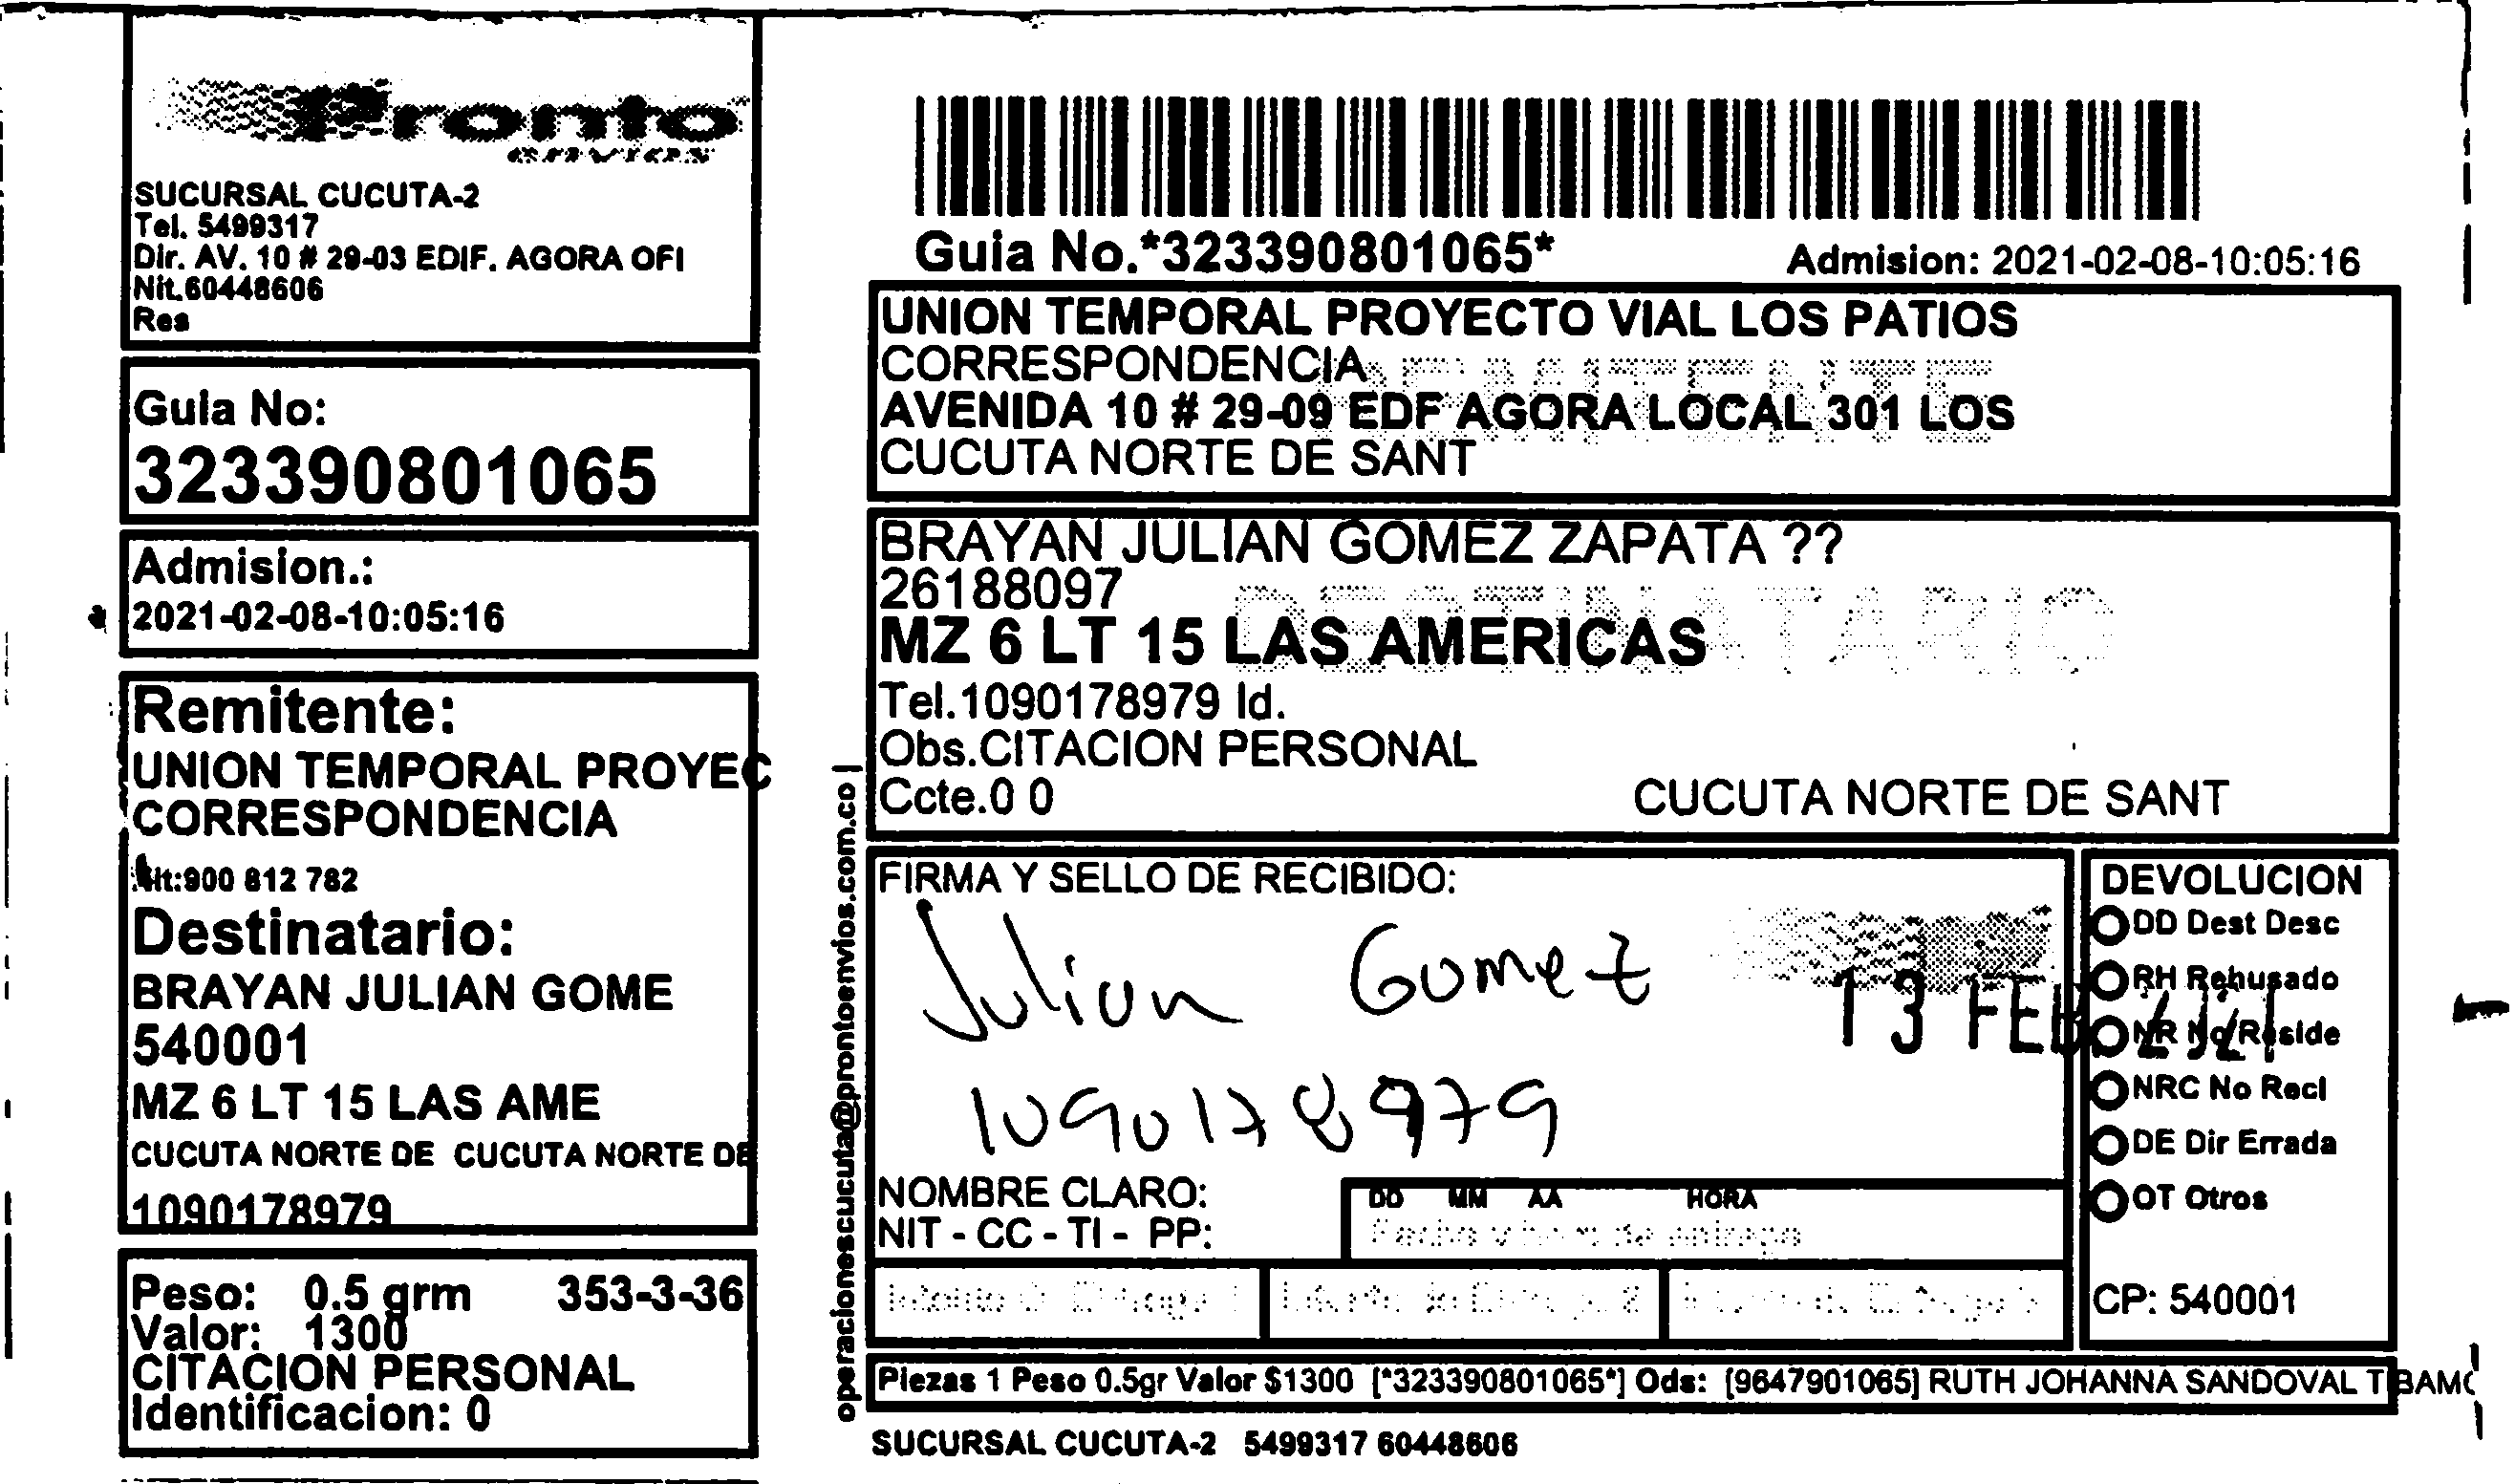 Pronto
envios
SUCURSAL CUCUTA-2
Tel. 5499317
Dir. AV. 10 # 29-03 EDIF. AGORA OFI
Nit.60448606
Res
Guia No:
323390801065
Admision.:
2021-02-08-10:05:16
Remitente:
UNION TEMPORAL PROYEC
CORRESPONDENCIA
Nit:900 812 782
Destinatario:
BRAYAN JULIAN GOME
540001
MZ 6 LT 15 LAS AME
CUCUTA NORTE DE CUCUTA NORTE DE
1090178979
Peso: 0.5 grm 353-3-36
Valor: 1300
CITACION PERSONAL
Identificacion: 0
operacionescucuta@prontoenvios.com.co |
Guia No.*323390801065*
Admision: 2021-02-08-10:05:16
UNION TEMPORAL PROYECTO VIAL LOS PATIOS
CORRESPONDENCIA
REMITENTE
AVENIDA 10 # 29-09 EDF AGORA LOCAL 301 LOS
CUCUTA NORTE DE SANT
BRAYAN JULIAN GOMEZ ZAPATA ??
26188097
DESTINATARIO
MZ 6 LT 15 LAS AMERICAS
Tel.1090178979 Id.
Obs.CITACION PERSONAL
Ccte.0 0 CUCUTA NORTE DE SANT
FIRMA Y SELLO DE RECIBIDO:
Julian Gomez
13 FEB 2021
1090178979
NOMBRE CLARO:
NIT - CC - TI - PP:
DD MM AA HORA
Fecha y hora de entrega
DEVOLUCION
DD Dest Desc
RH Rehusado
NR No Reside
NRC No Recl
DE Dir Errada
OT Otros
CP: 540001
Piezas 1 Peso 0.5gr Valor $1300 [*323390801065*] Ods: [9647901065] RUTH JOHANNA SANDOVAL TIBAMO
SUCURSAL CUCUTA-2 5499317 60448606